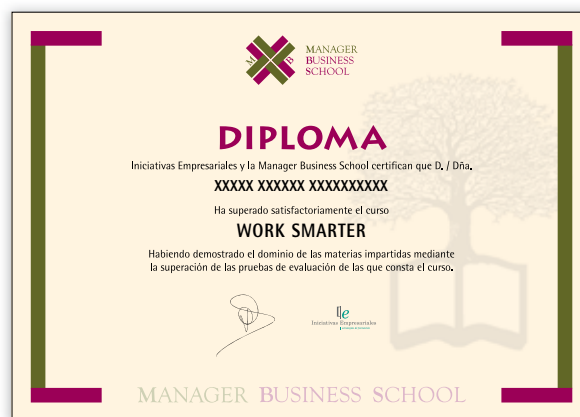 M B
MANAGER
BUSINESS
SCHOOL
DIPLOMA
Iniciativas Empresariales y la Manager Business School certifican que D. / Dña.
XXXXX XXXXXX XXXXXXXXXX
Ha superado satisfactoriamente el curso
WORK SMARTER
Habiendo demostrado el dominio de las materias impartidas mediante
la superación de las pruebas de evaluación de las que consta el curso.
Ie
Iniciativas Empresariales
MANAGER BUSINESS SCHOOL